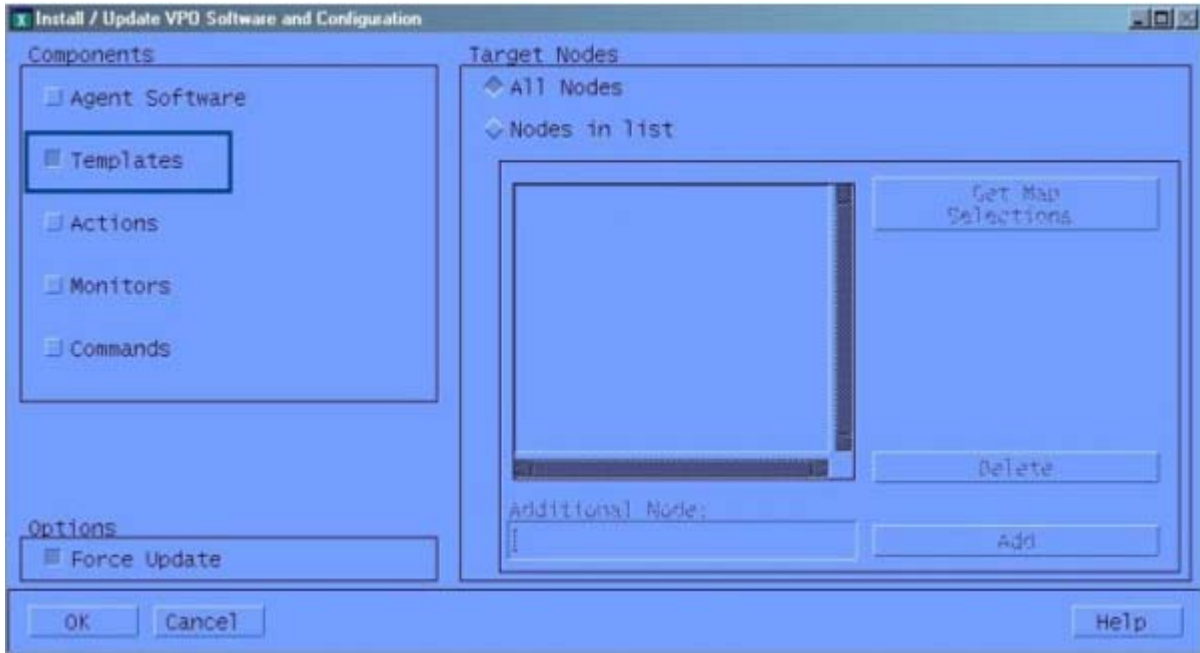 Install / Update VPO Software and Configuration
Components
Agent Software
Templates
Actions
Monitors
Commands
Options
Force Update
Target Nodes
All Nodes
Nodes in list
Get Map
Selections
Delete
Additional Node:
Add
OK
Cancel
Help